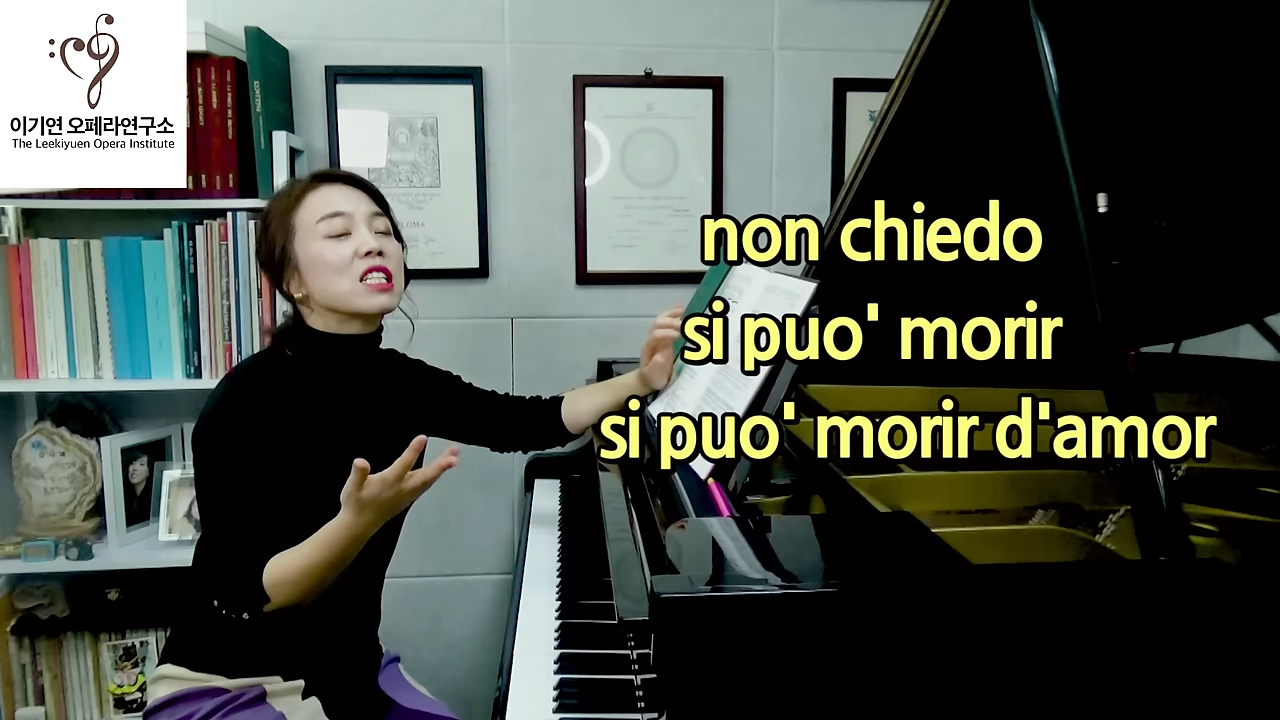 이기연 오페라연구소
The Leekiyuen Opera Institute
PAGLIACCI
non chiedo
si puo' morir
si puo' morir d'amor